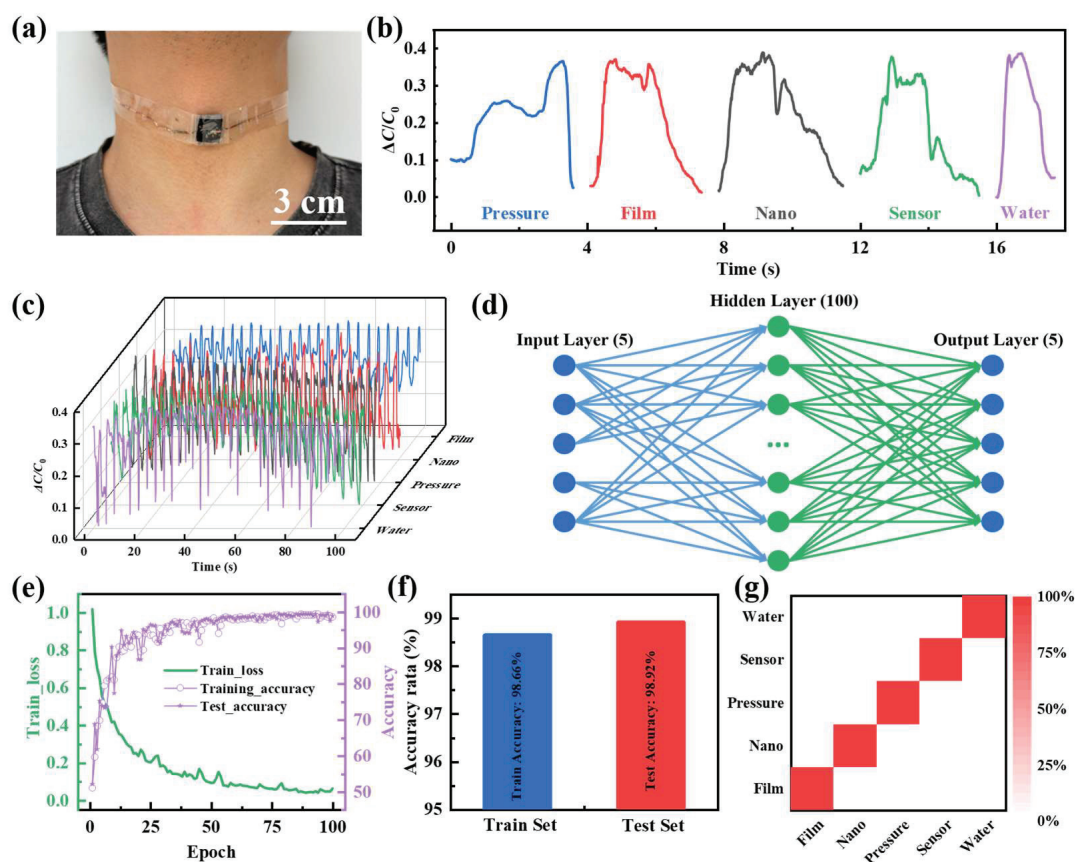 (a)
3 cm
(b)
ΔC/C0
0.4
0.3
0.2
0.1
0.0
Pressure Film Nano Sensor Water
0 4 8 12 16
Time (s)
(c)
ΔC/C0
0.4
0.3
0.2
0.1
0.0
0 20 40 60 80 100
Time (s)
Film
Nano
Pressure
Sensor
Water
(d)
Hidden Layer (100)
Input Layer (5)
Output Layer (5)
...
(e)
Train_loss
1.0
0.8
0.6
0.4
0.2
0.0
Train_loss
Training_accuracy
Test_accuracy
100
90
80
70
60
50
Accuracy
0 25 50 75 100
Epoch
(f)
Accuracy rata (%)
99
98
97
96
95
Train Accuracy: 98.66%
Test Accuracy: 98.92%
Train Set Test Set
(g)
Water
Sensor
Pressure
Nano
Film
Film Nano Pressure Sensor Water
100%
75%
50%
25%
0%